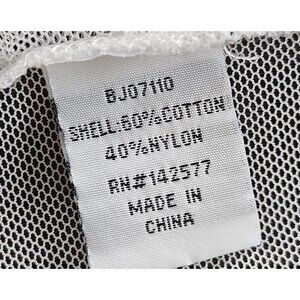 BJ07110
SHELL:60%COTTON
40%NYLON
RN#142577
MADE IN
CHINA